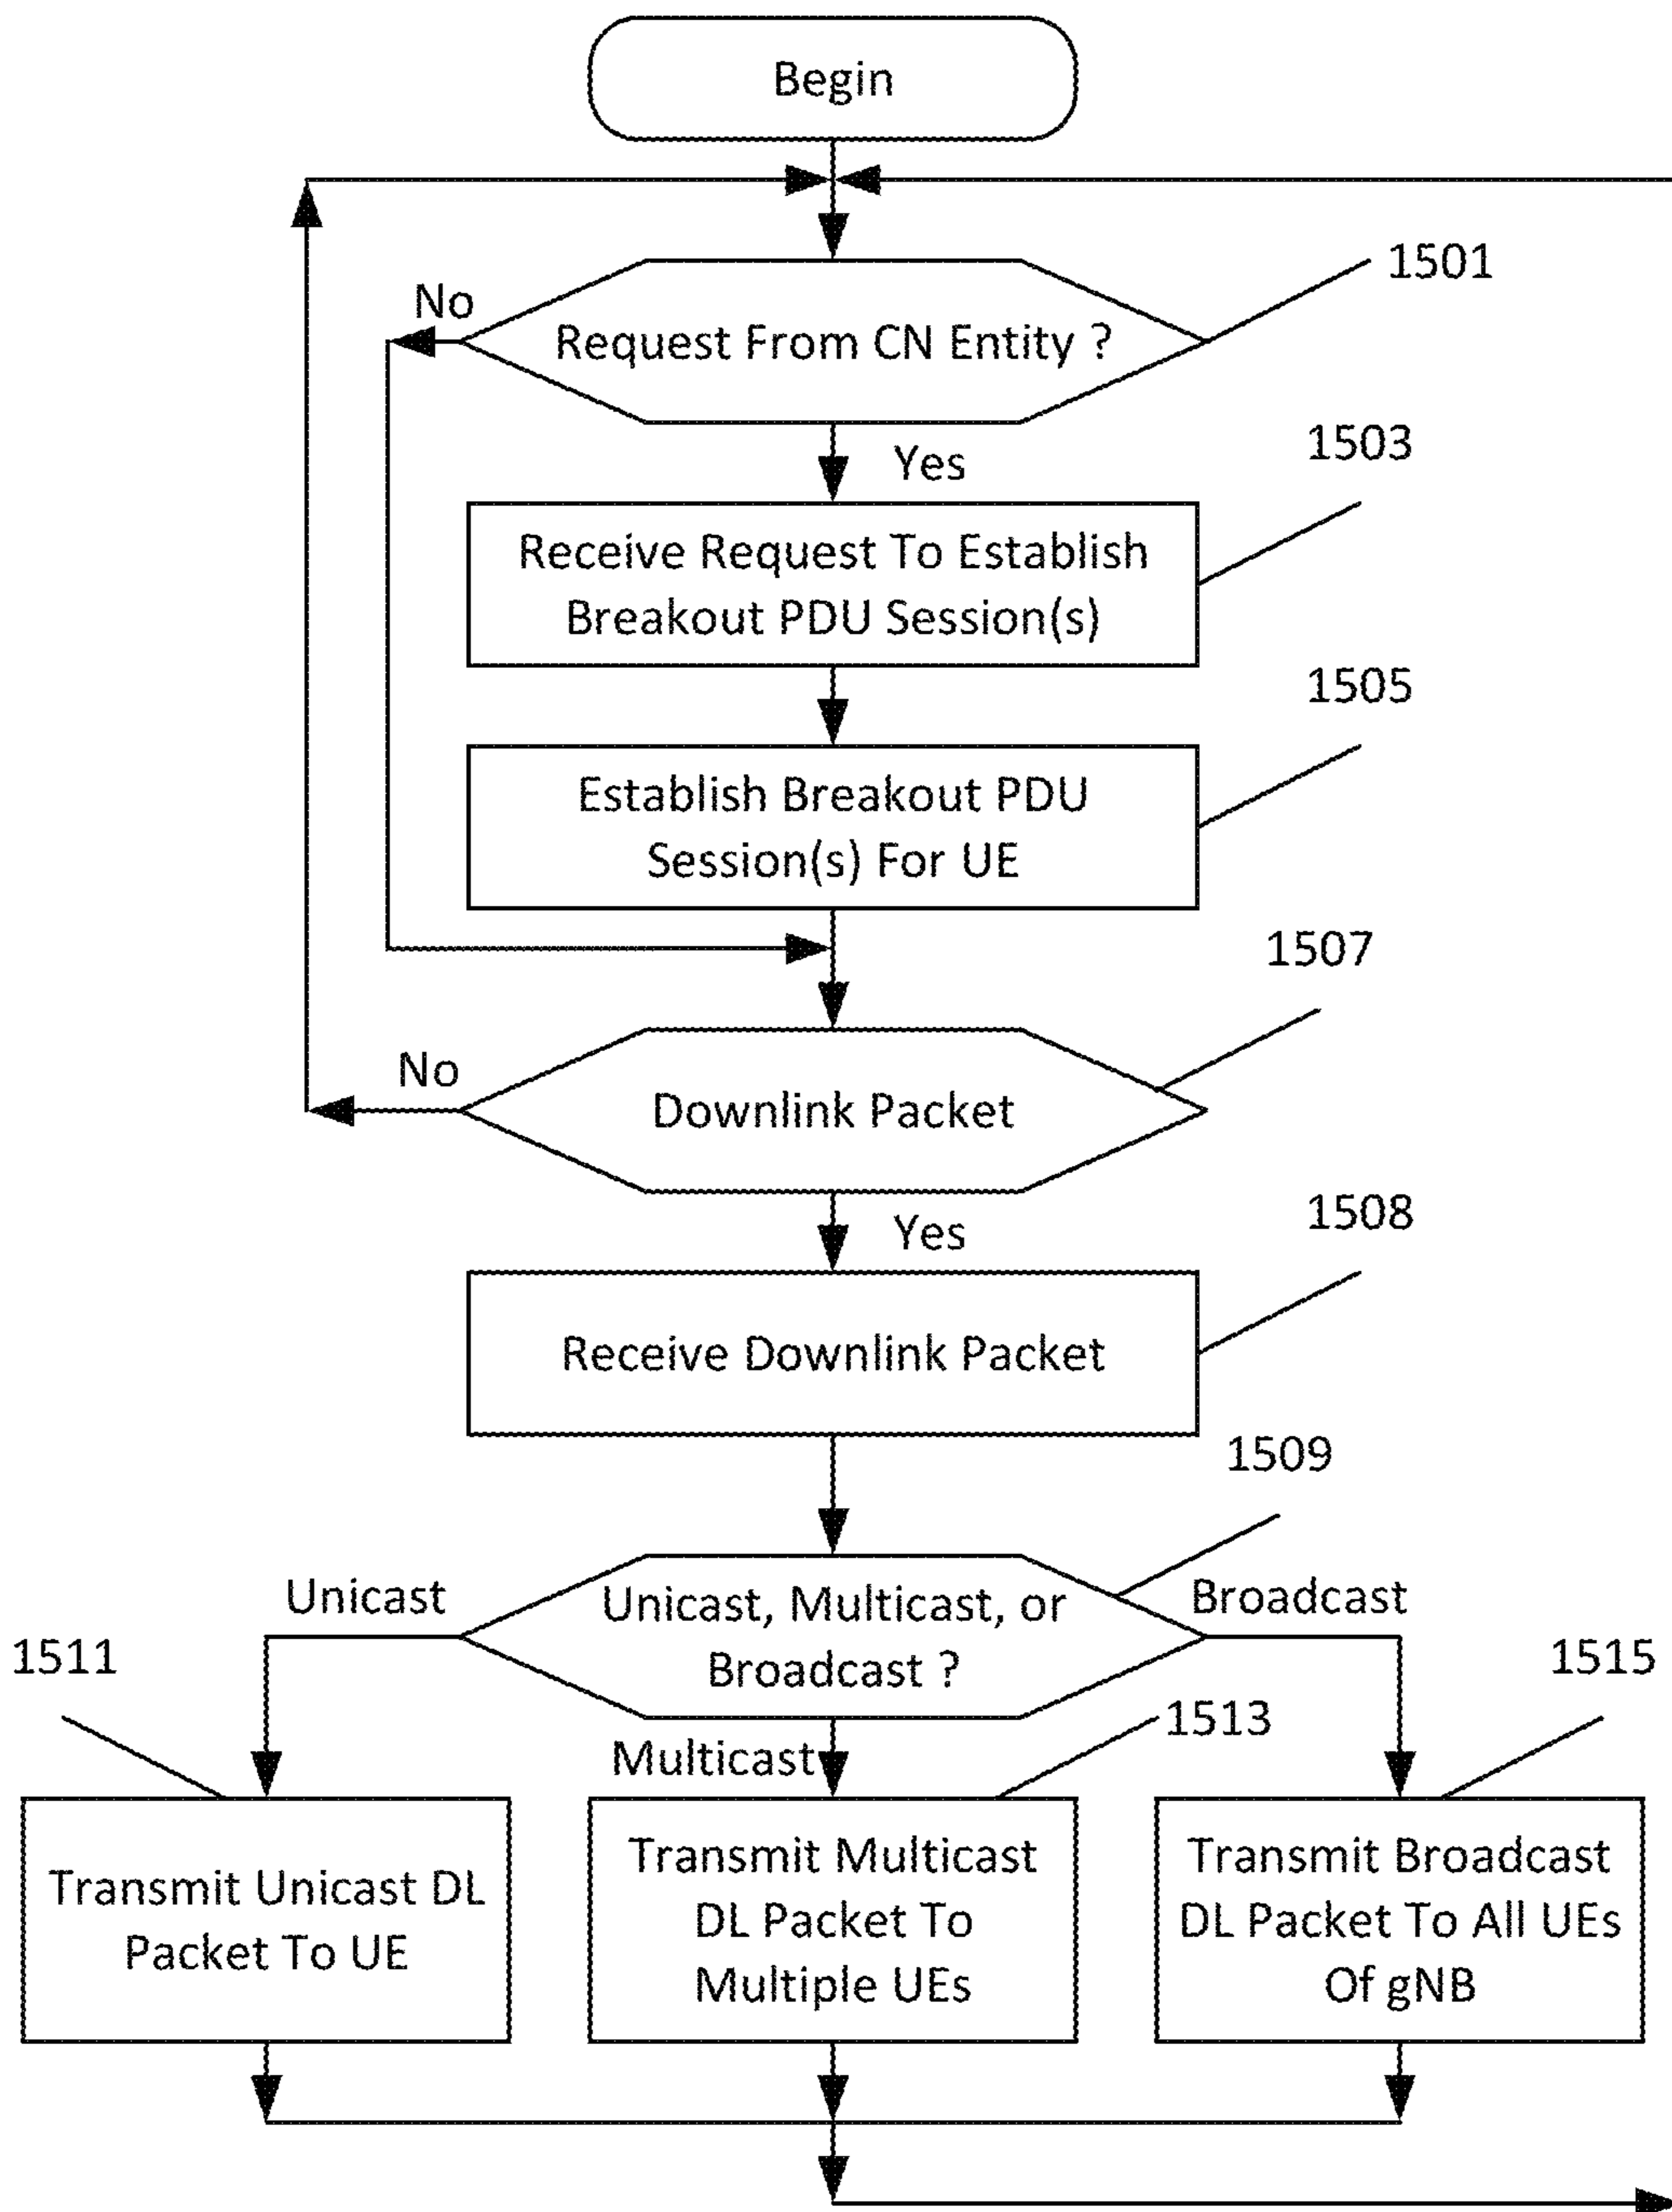 Begin
1501
No
Request From CN Entity ?
Yes
1503
Receive Request To Establish
Breakout PDU Session(s)
1505
Establish Breakout PDU
Session(s) For UE
1507
No
Downlink Packet
Yes
1508
Receive Downlink Packet
1509
Unicast
Unicast, Multicast, or
Broadcast ?
Broadcast
1511
1515
1513
Multicast
Transmit Unicast DL
Packet To UE
Transmit Multicast
DL Packet To
Multiple UEs
Transmit Broadcast
DL Packet To All UEs
Of gNB